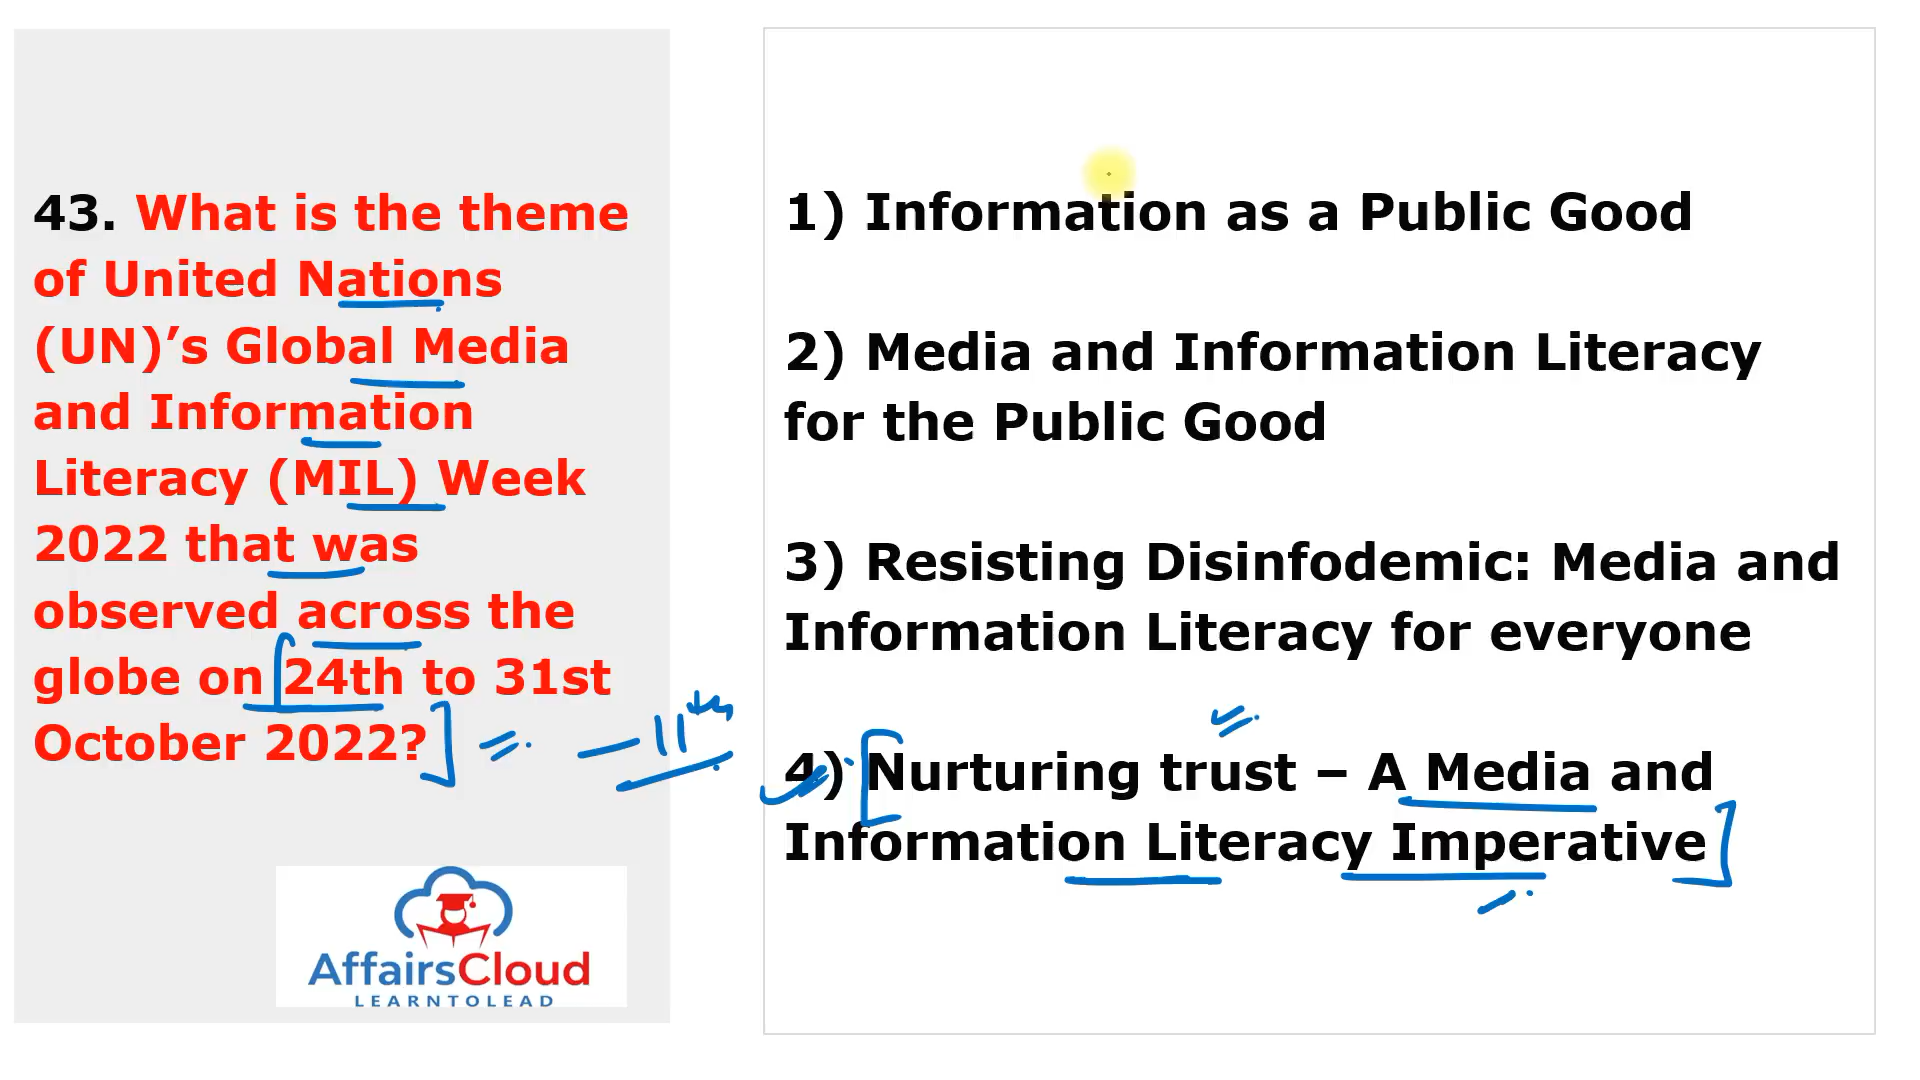 43. What is the theme
of United Nations
(UN)’s Global Media
and Information
Literacy (MIL) Week
2022 that was
observed across the
globe on 24th to 31st
October 2022?
11th
1) Information as a Public Good
2) Media and Information Literacy
for the Public Good
3) Resisting Disinfodemic: Media and
Information Literacy for everyone
4) Nurturing trust – A Media and
Information Literacy Imperative
AffairsCloud
LEARNTOLEAD